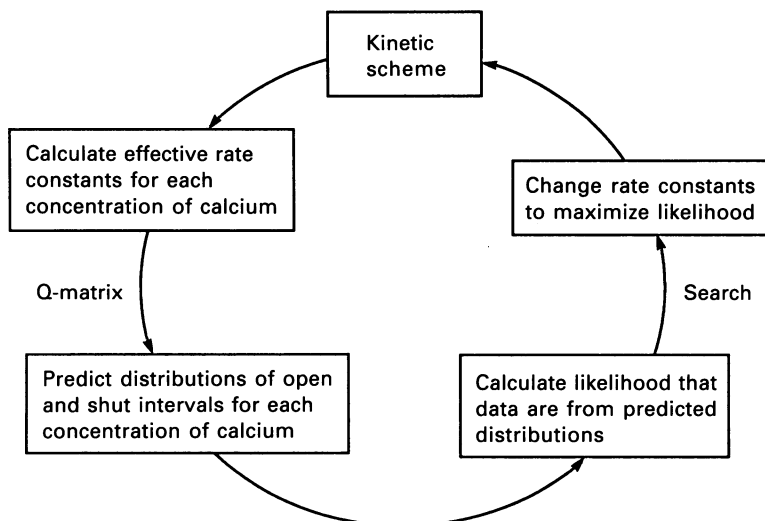 Kinetic
scheme
Calculate effective rate
constants for each
concentration of calcium
Q-matrix
Predict distributions of open
and shut intervals for each
concentration of calcium
Calculate likelihood that
data are from predicted
distributions
Search
Change rate constants
to maximize likelihood